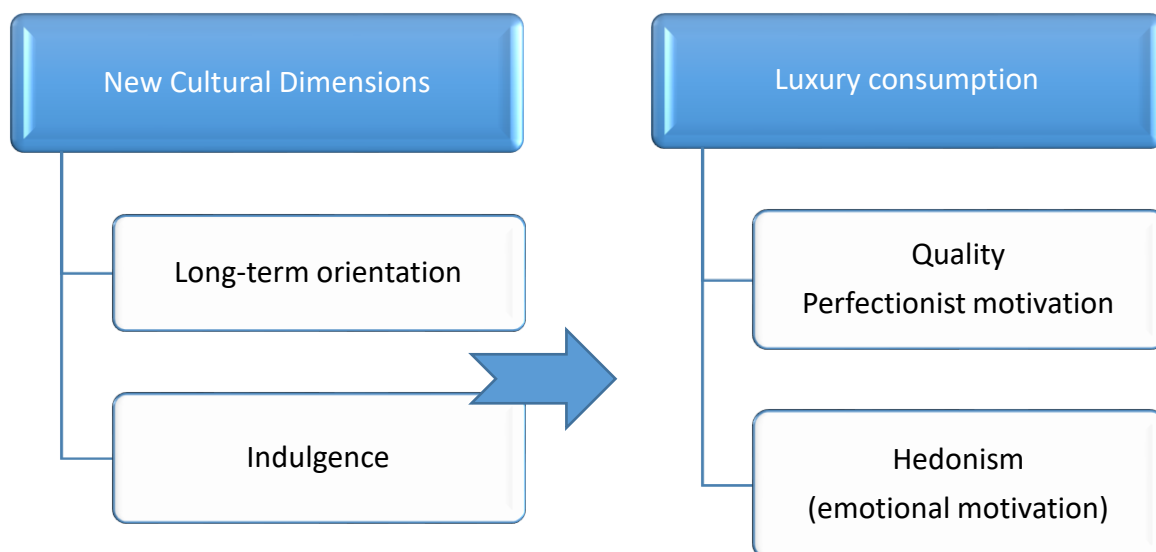 New Cultural Dimensions
Long-term orientation
Indulgence
Luxury consumption
Quality
Perfectionist motivation
Hedonism
(emotional motivation)